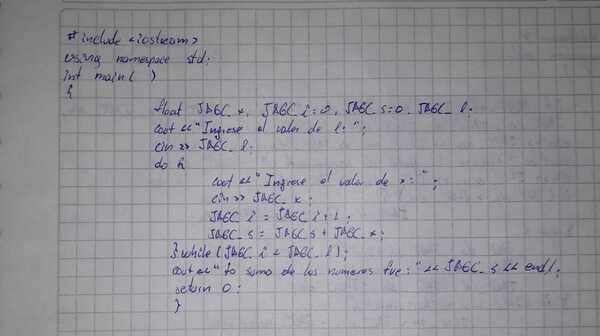 #include <iostream>
using namespace std;
int main( )
{
float JAEC_x, JAEC_i=0, JAEC_s=0, JAEC_l;
cout <<"Ingrese el valor de l: ";
cin >> JAEC_l;
do {
cout <<"Ingrese el valor de x= ";
cin >> JAEC_x;
JAEC_i = JAEC_i+1;
JAEC_s = JAEC_s + JAEC_x;
} while (JAEC_i < JAEC_l);
cout <<"la suma de los numeros fue: " << JAEC_s << endl;
return 0;
}